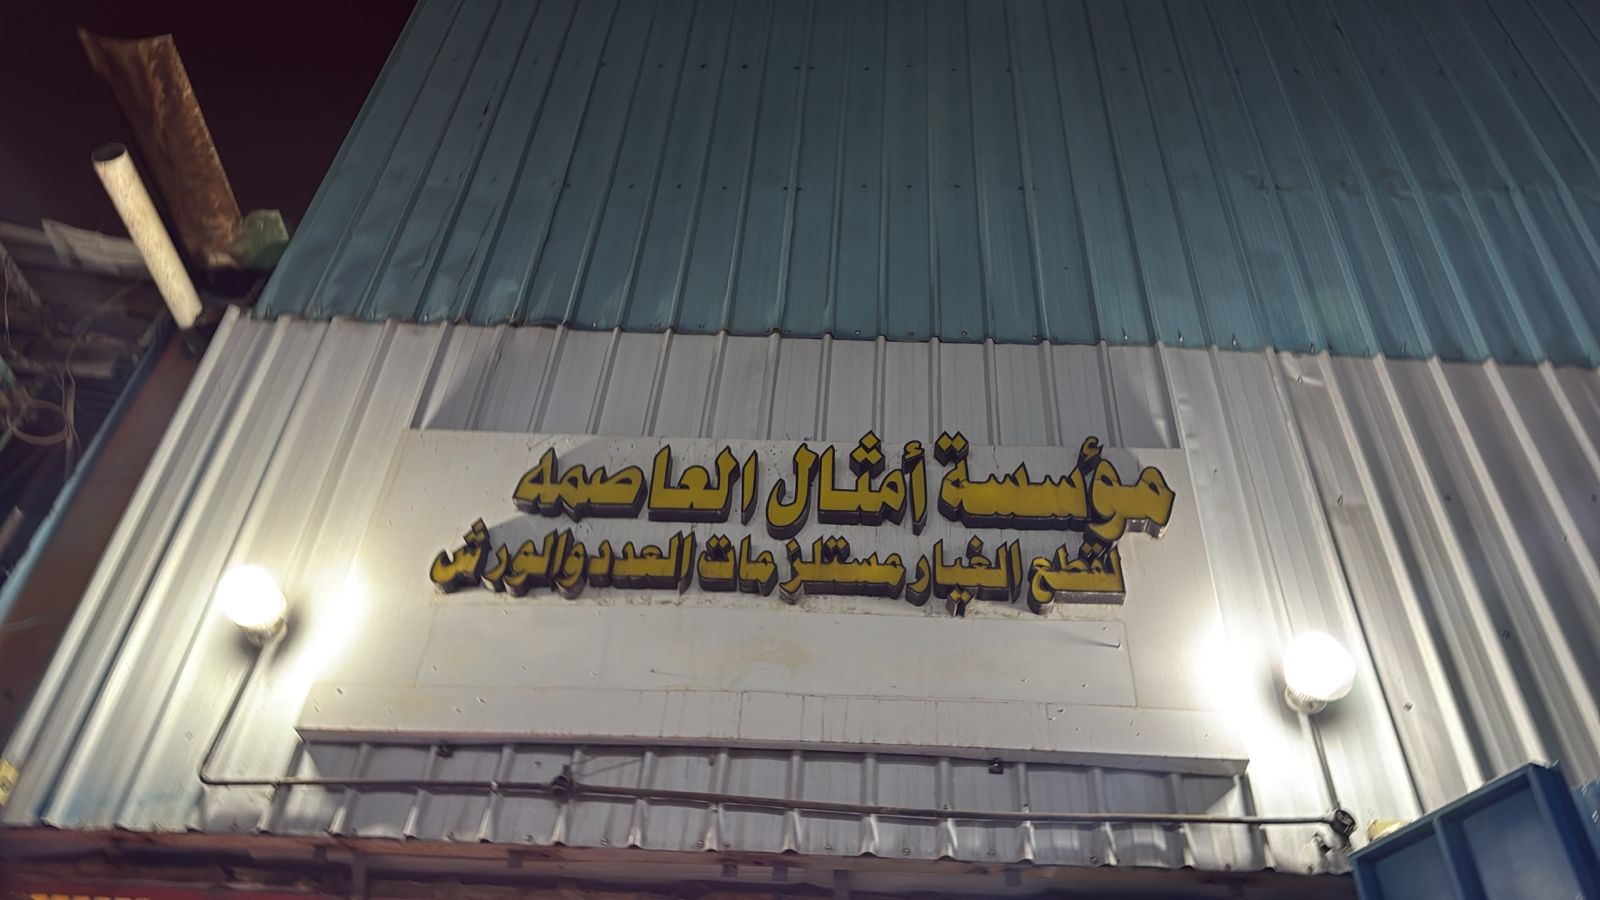 مؤسسة أمثال العاصمه
لقطع الغيار مستلزمات العدد والورش